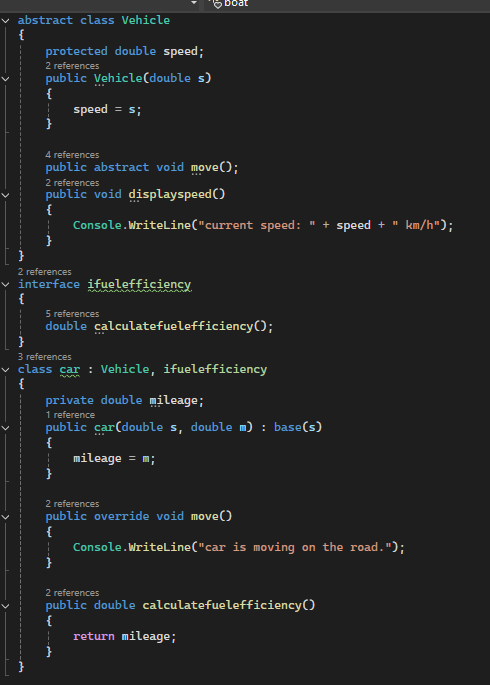 boat
abstract class Vehicle
{
protected double speed;
2 references
public Vehicle(double s)
{
speed = s;
}
4 references
public abstract void move();
2 references
public void displayspeed()
{
Console.WriteLine("current speed: " + speed + " km/h");
}
}
2 references
interface ifuelefficiency
{
5 references
double calculatefuelefficiency();
}
3 references
class car : Vehicle, ifuelefficiency
{
private double mileage;
1 reference
public car(double s, double m) : base(s)
{
mileage = m;
}
2 references
public override void move()
{
Console.WriteLine("car is moving on the road.");
}
2 references
public double calculatefuelefficiency()
{
return mileage;
}
}